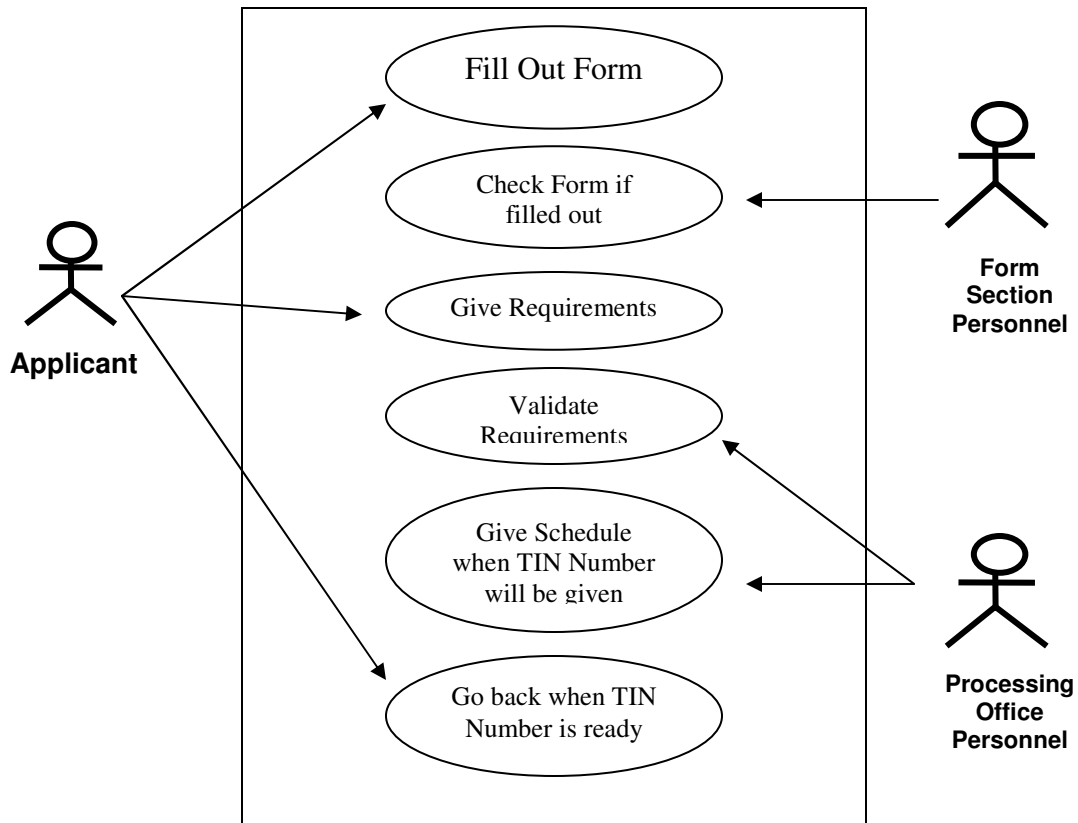 Fill Out Form
Check Form if
filled out
Form
Section
Personnel
Give Requirements
Applicant
Validate
Requirements
Give Schedule
when TIN Number
will be given
Go back when TIN
Number is ready
Processing
Office
Personnel